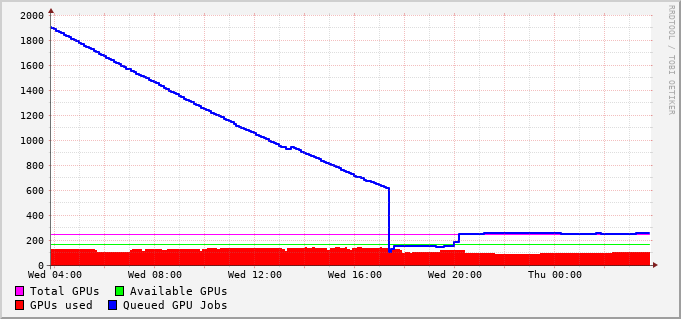 2000
1800
1600
1400
1200
1000
800
600
400
200
0
Wed 04:00 Wed 08:00 Wed 12:00 Wed 16:00 Wed 20:00 Thu 00:00
Total GPUs Available GPUs
GPUs used Queued GPU Jobs
RRDTOOL / TOBI OETIKER